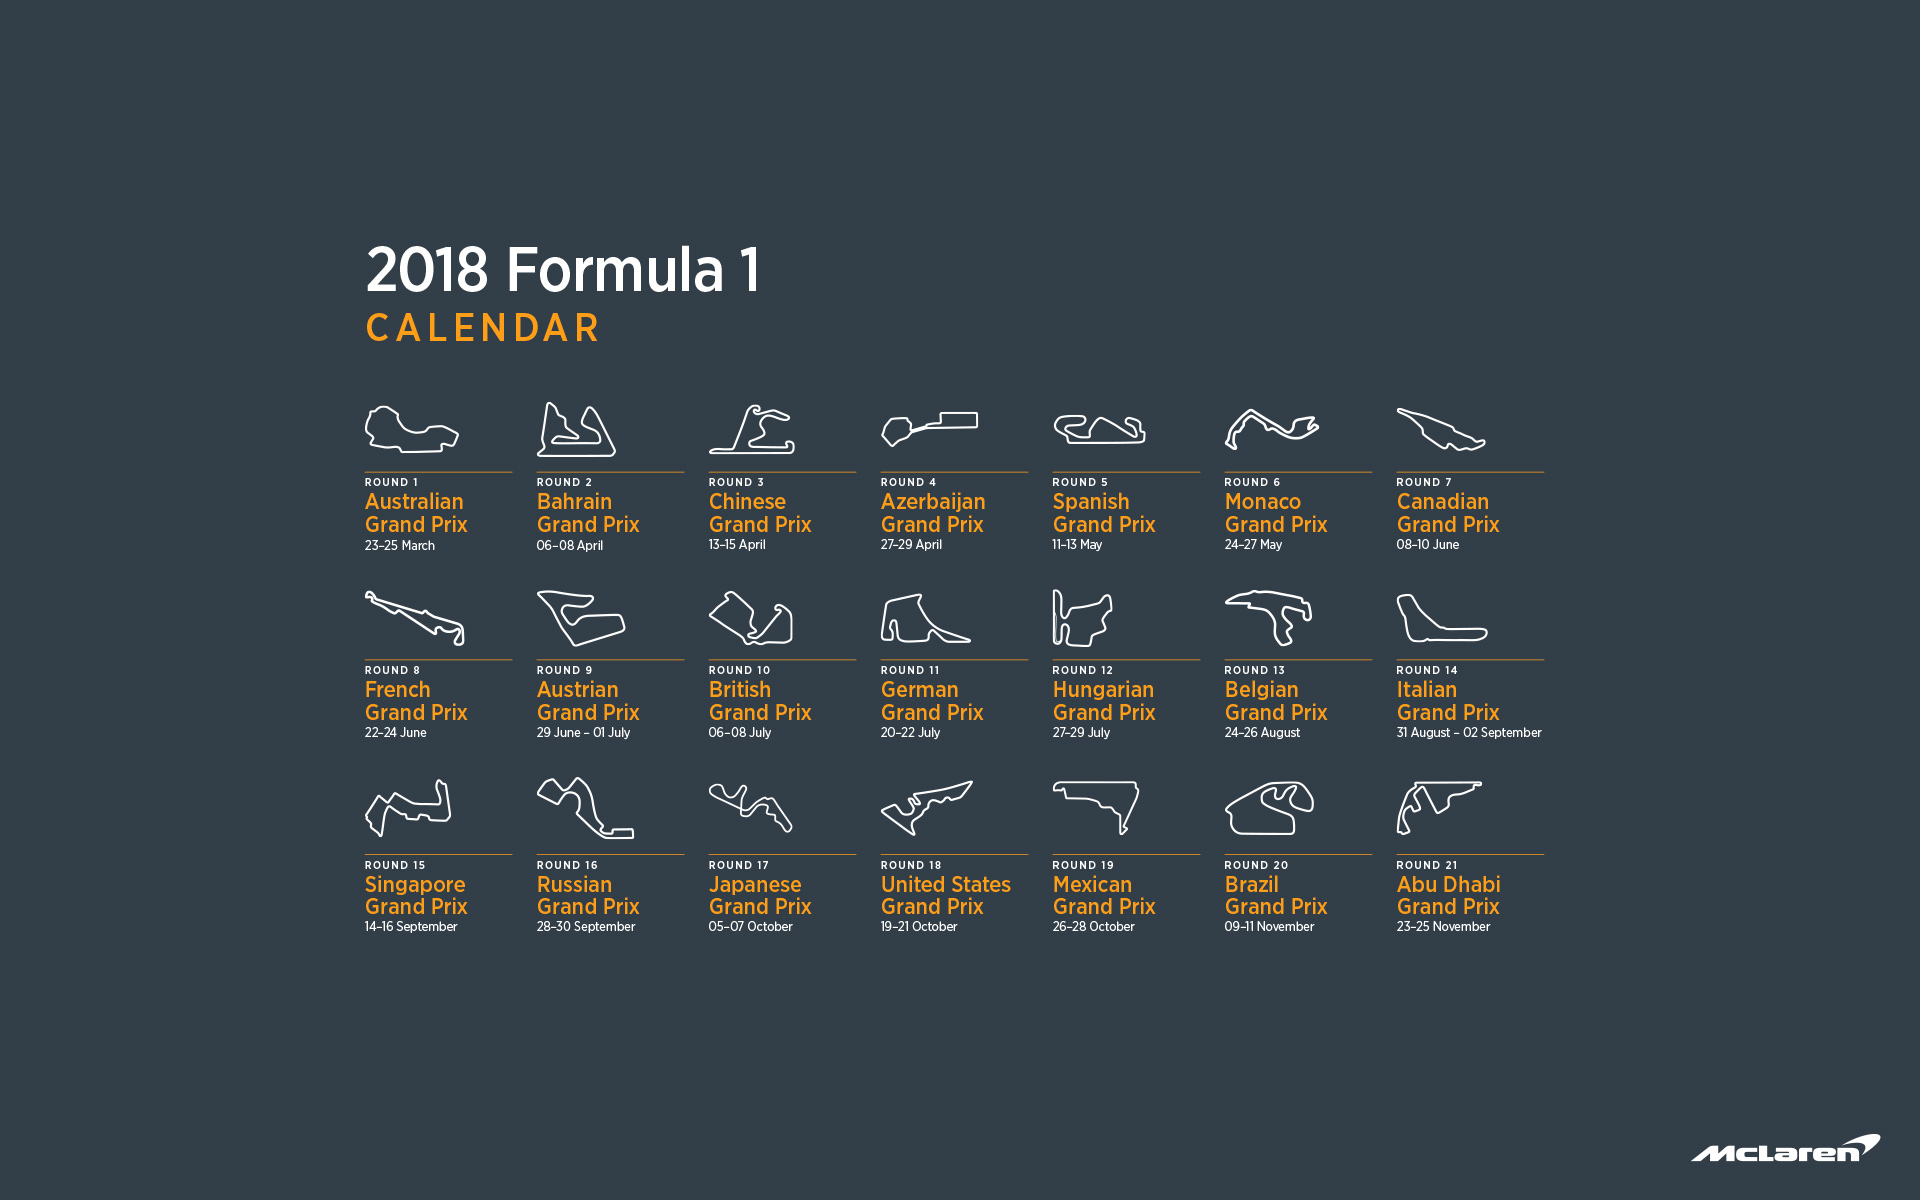 2018 Formula 1
CALENDAR
ROUND 1
Australian
Grand Prix
23–25 March
ROUND 2
Bahrain
Grand Prix
06–08 April
ROUND 3
Chinese
Grand Prix
13–15 April
ROUND 4
Azerbaijan
Grand Prix
27–29 April
ROUND 5
Spanish
Grand Prix
11–13 May
ROUND 6
Monaco
Grand Prix
24–27 May
ROUND 7
Canadian
Grand Prix
08–10 June
ROUND 8
French
Grand Prix
22–24 June
ROUND 9
Austrian
Grand Prix
29 June – 01 July
ROUND 10
British
Grand Prix
06–08 July
ROUND 11
German
Grand Prix
20–22 July
ROUND 12
Hungarian
Grand Prix
27–29 July
ROUND 13
Belgian
Grand Prix
24–26 August
ROUND 14
Italian
Grand Prix
31 August – 02 September
ROUND 15
Singapore
Grand Prix
14–16 September
ROUND 16
Russian
Grand Prix
28–30 September
ROUND 17
Japanese
Grand Prix
05–07 October
ROUND 18
United States
Grand Prix
19–21 October
ROUND 19
Mexican
Grand Prix
26–28 October
ROUND 20
Brazil
Grand Prix
09–11 November
ROUND 21
Abu Dhabi
Grand Prix
23–25 November
McLaren